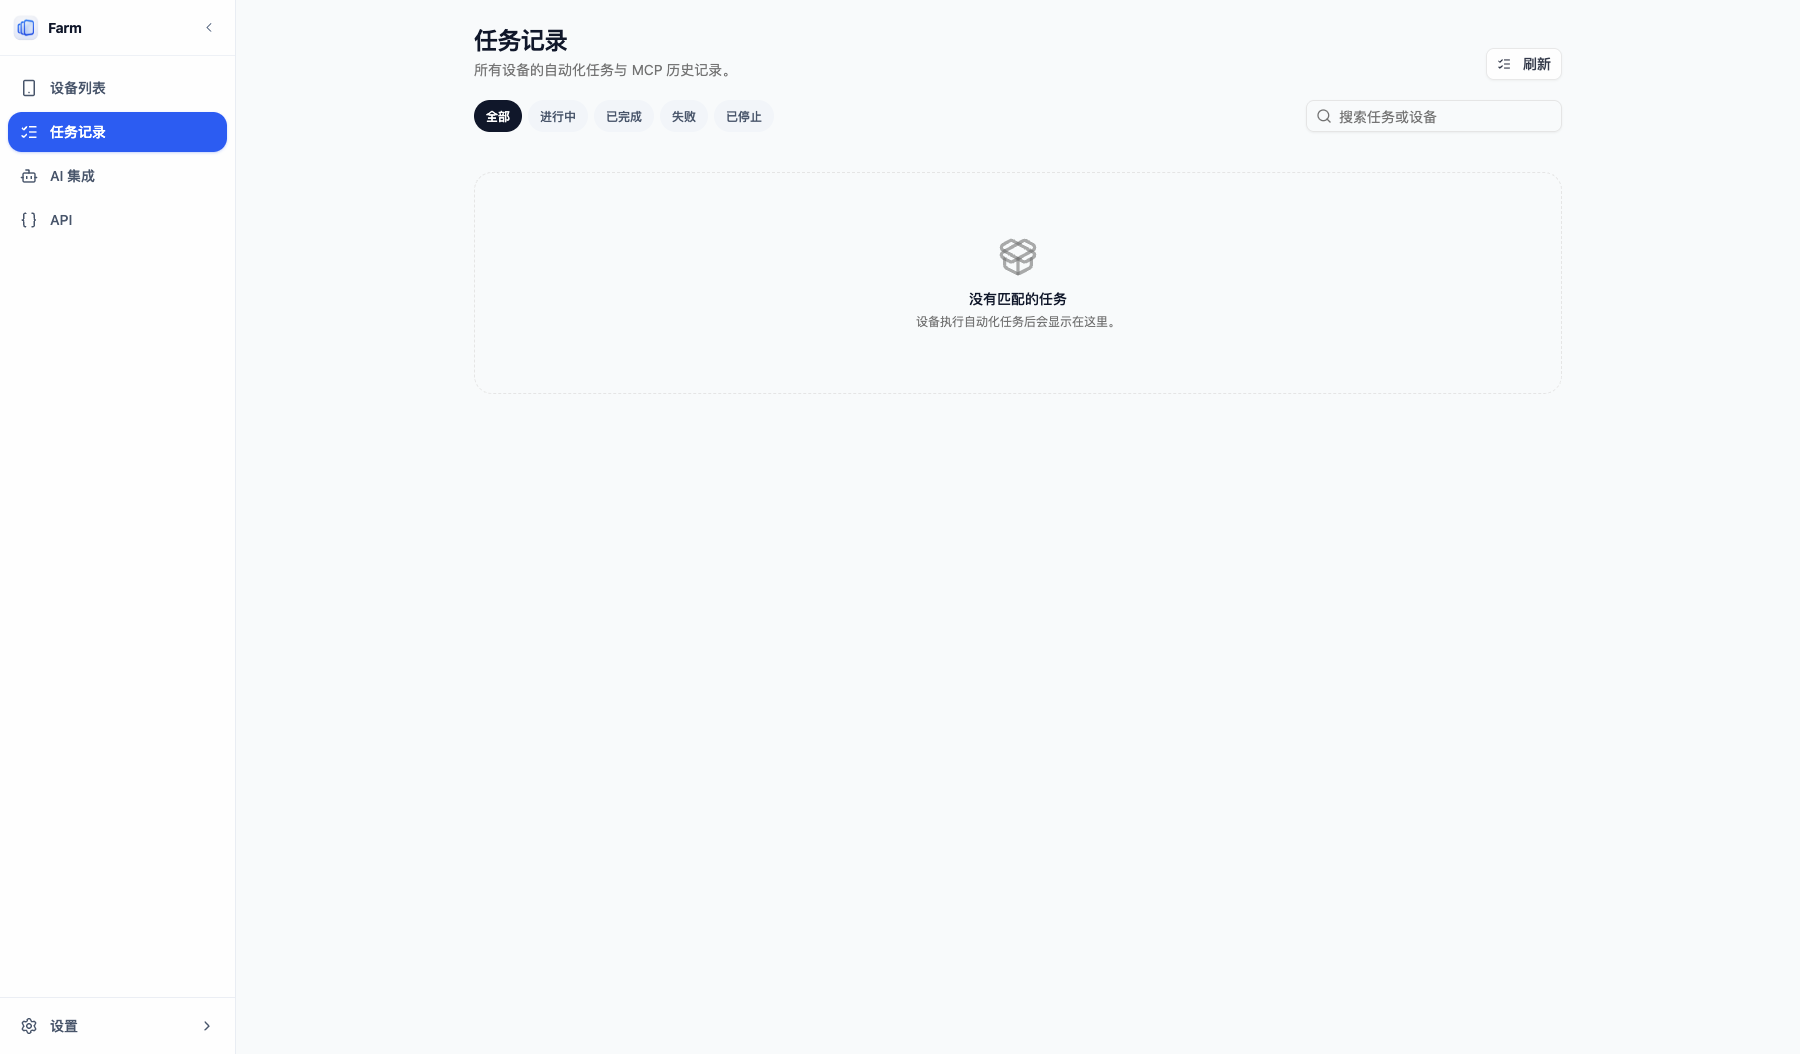 Farm
设备列表
任务记录
AI 集成
API
设置
任务记录
所有设备的自动化任务与 MCP 历史记录。
刷新
全部
进行中
已完成
失败
已停止
搜索任务或设备
没有匹配的任务
设备执行自动化任务后会显示在这里。